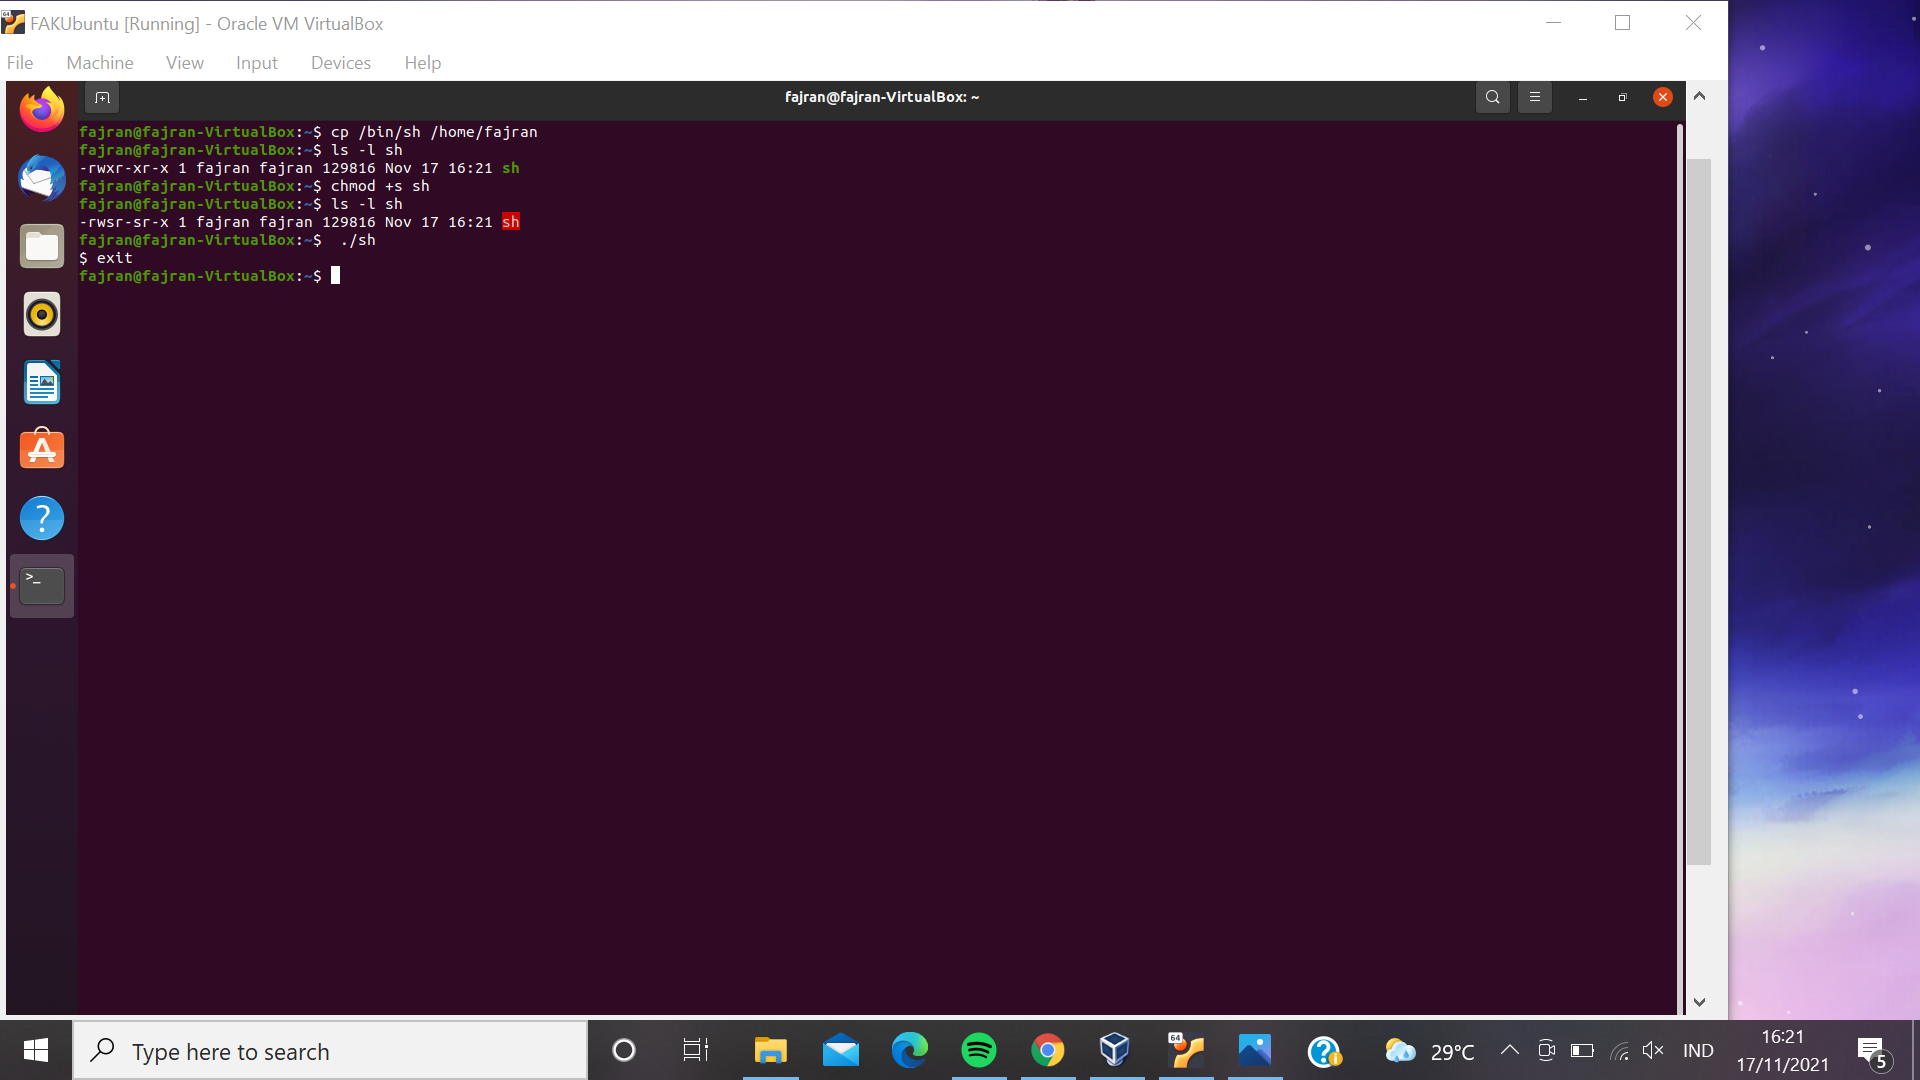 FAKUbuntu [Running] - Oracle VM VirtualBox
File Machine View Input Devices Help
fajran@fajran-VirtualBox: ~
fajran@fajran-VirtualBox:~$ cp /bin/sh /home/fajran
fajran@fajran-VirtualBox:~$ ls -l sh
-rwxr-xr-x 1 fajran fajran 129816 Nov 17 16:21 sh
fajran@fajran-VirtualBox:~$ chmod +s sh
fajran@fajran-VirtualBox:~$ ls -l sh
-rwsr-sr-x 1 fajran fajran 129816 Nov 17 16:21 sh
fajran@fajran-VirtualBox:~$  ./sh
$ exit
fajran@fajran-VirtualBox:~$
Type here to search
64
29°C
IND
16:21
17/11/2021
5